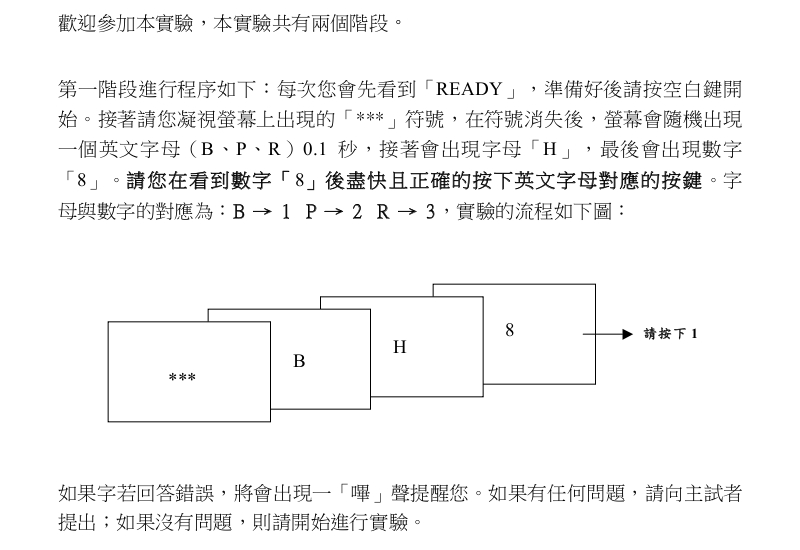 歡迎參加本實驗，本實驗共有兩個階段。
第一階段進行程序如下：每次您會先看到「READY」，準備好後請按空白鍵開
始。接著請您凝視螢幕上出現的「***」符號，在符號消失後，螢幕會隨機出現
一個英文字母（B、P、R）0.1 秒，接著會出現字母「H」，最後會出現數字
「8」。請您在看到數字「8」後盡快且正確的按下英文字母對應的按鍵。字
母與數字的對應為：B → 1 P → 2 R → 3，實驗的流程如下圖：
***
B
H
8
請按下 1
如果字若回答錯誤，將會出現一「嗶」聲提醒您。如果有任何問題，請向主試者
提出；如果沒有問題，則請開始進行實驗。